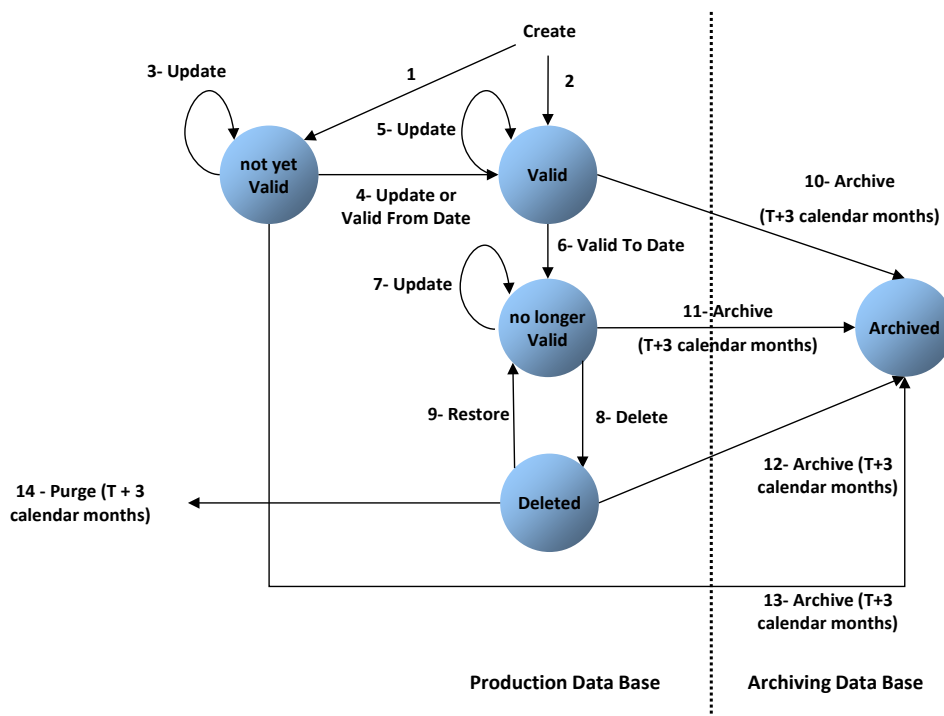 Create
3- Update
1
2
5- Update
not yet
Valid
Valid
4- Update or
Valid From Date
10- Archive
(T+3 calendar months)
6- Valid To Date
7- Update
no longer
Valid
11- Archive
(T+3 calendar months)
Archived
9- Restore
8- Delete
12- Archive (T+3
calendar months)
14 - Purge (T + 3
calendar months)
Deleted
13- Archive (T+3
calendar months)
Production Data Base
Archiving Data Base